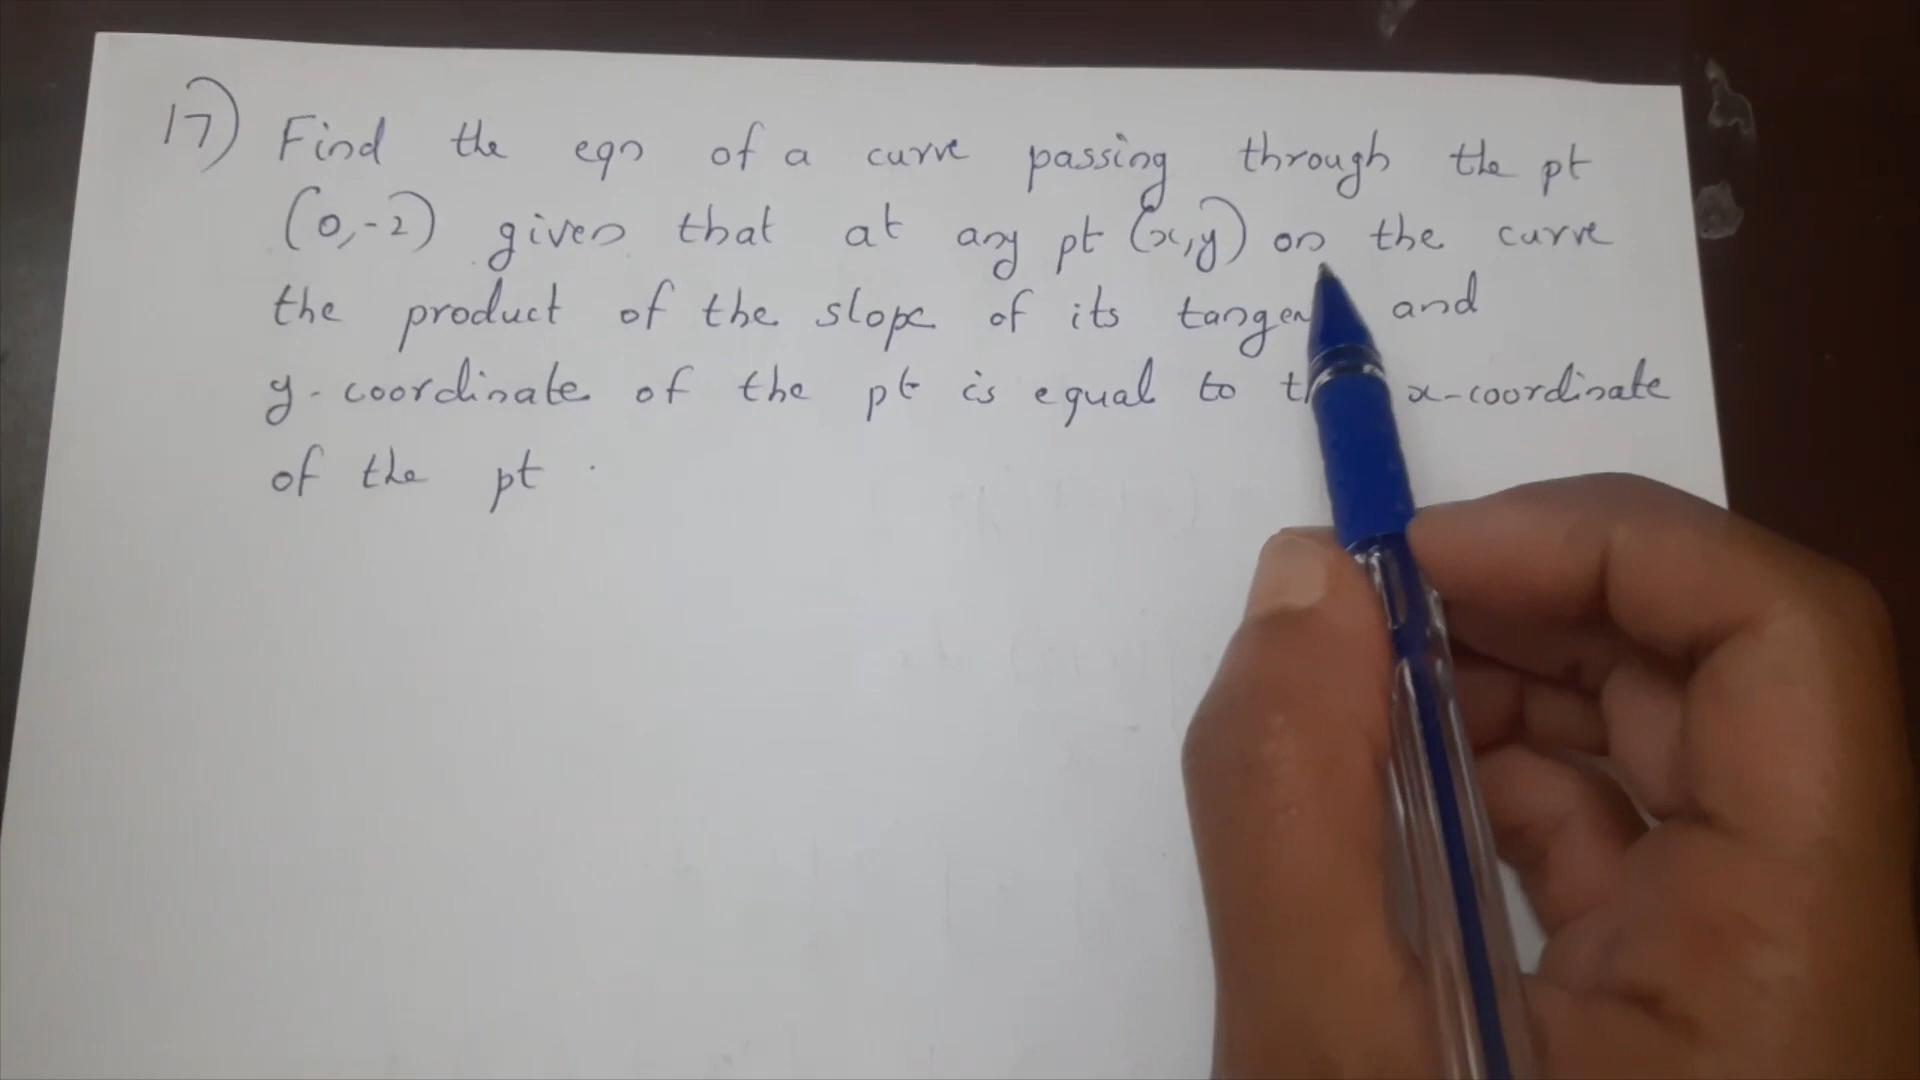 17) Find the eqn of a curve passing through the pt
(0,-2) given that at any pt (x,y) on the curve
the product of the slope of its tangen and
y-coordinate of the pt is equal to x-coordinate
of the pt.